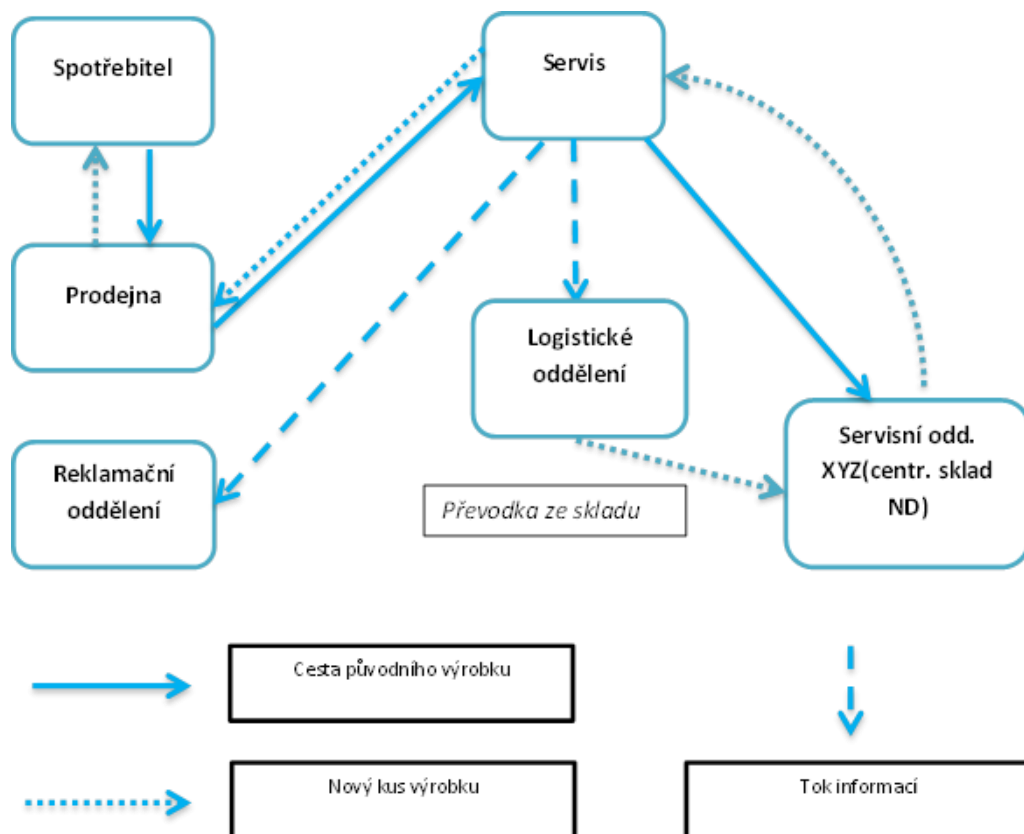 Spotřebitel
Servis
Prodejna
Logistické
oddělení
Reklamační
oddělení
Servisní odd.
XYZ(centr. sklad
ND)
Převodka ze skladu
Cesta původního výrobku
Nový kus výrobku
Tok informací